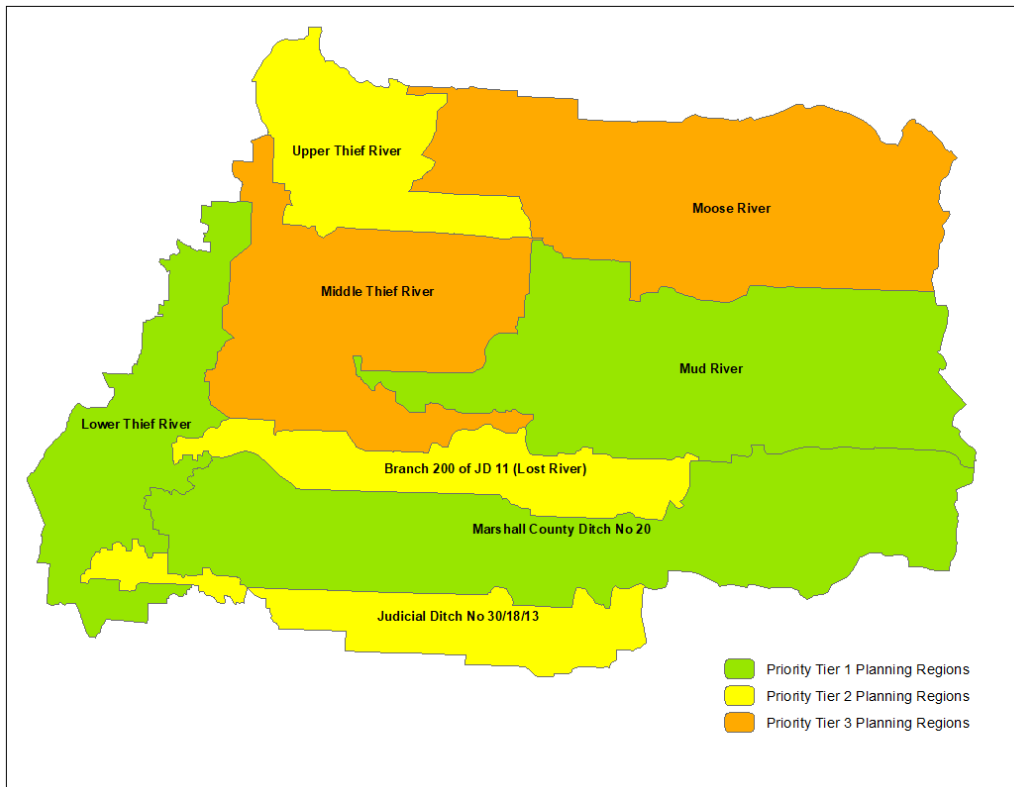 Upper Thief River
Moose River
Middle Thief River
Mud River
Lower Thief River
Branch 200 of JD 11 (Lost River)
Marshall County Ditch No 20
Judicial Ditch No 30/18/13
Priority Tier 1 Planning Regions
Priority Tier 2 Planning Regions
Priority Tier 3 Planning Regions